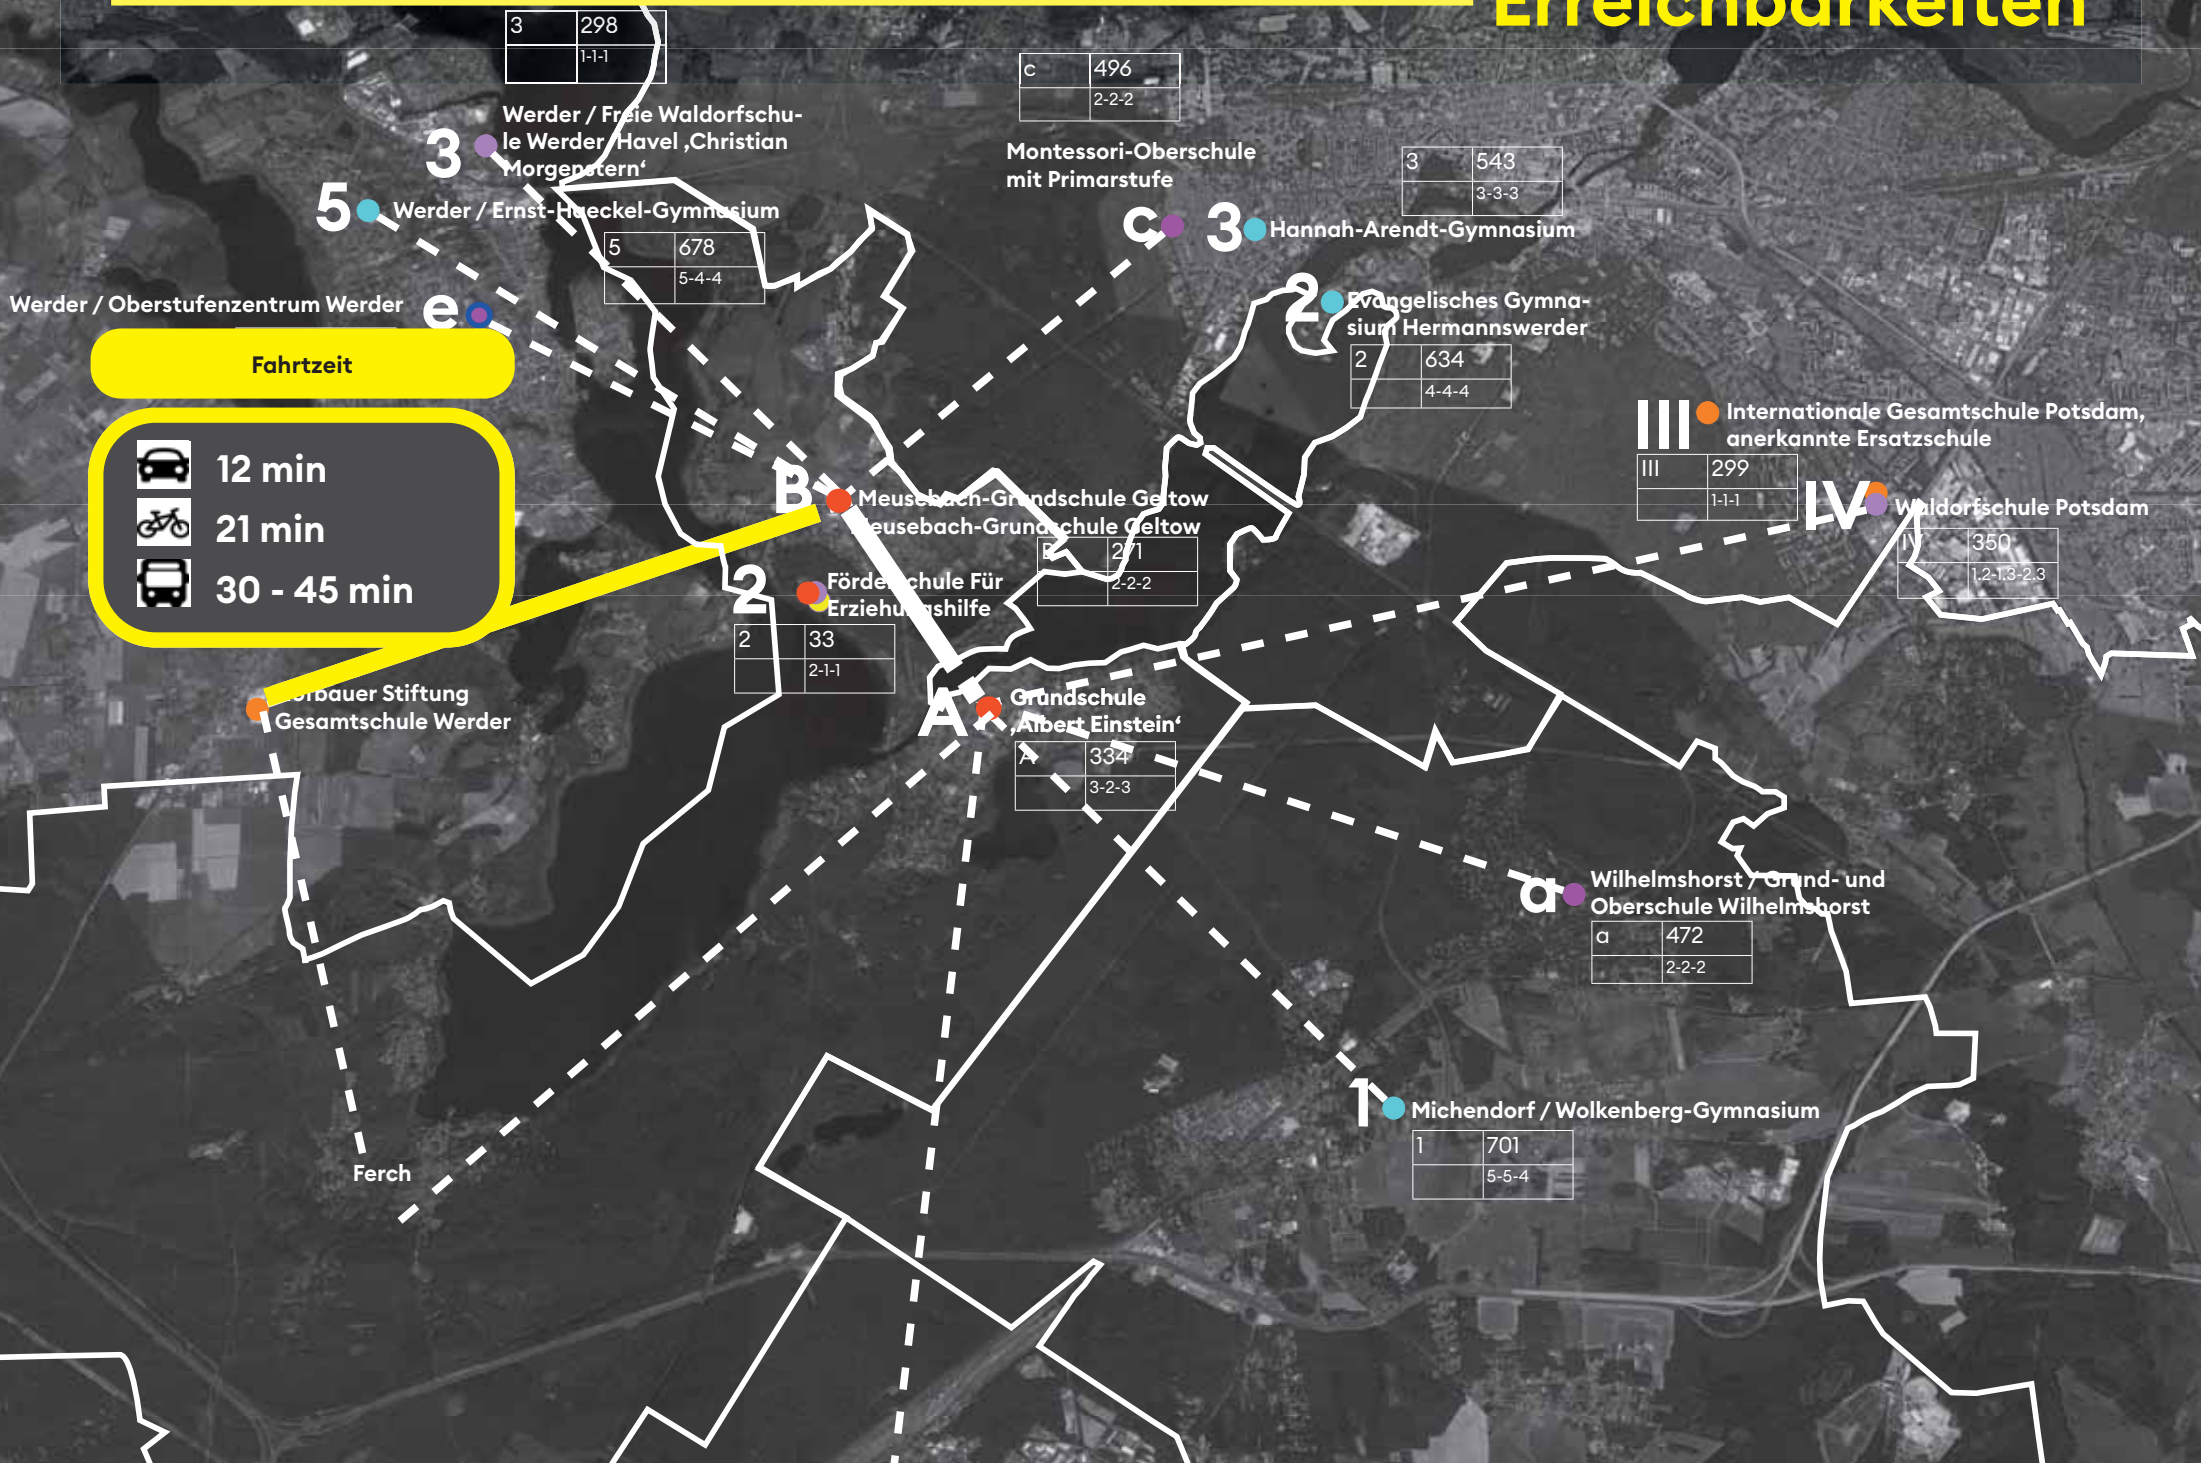 Erreichbarkeiten
3 298
1-1-1
c 496
2-2-2
Werder / Freie Waldorfschu-
le Werder/Havel ‚Christian
Morgenstern‘
3
Montessori-Oberschule
mit Primarstufe
3 543
3-3-3
5
Werder / Ernst-Haeckel-Gymnasium
c
3
Hannah-Arendt-Gymnasium
5 678
5-4-4
Werder / Oberstufenzentrum Werder
e
2
Evangelisches Gymna-
sium Hermannswerder
2 634
4-4-4
Fahrtzeit
12 min
21 min
30 - 45 min
III
Internationale Gesamtschule Potsdam,
anerkannte Ersatzschule
III 299
1-1-1
IV
Waldorfschule Potsdam
IV 350
1.2-1.3-2.3
B
Meusebach-Grundschule Geltow
Meusebach-Grundschule Geltow
B 271
2-2-2
2
Förderschule Für
Erziehungshilfe
2 33
2-1-1
Hofbauer Stiftung
Gesamtschule Werder
A
Grundschule
‚Albert Einstein‘
A 334
3-2-3
a
Wilhelmshorst / Grund- und
Oberschule Wilhelmshorst
a 472
2-2-2
1
Michendorf / Wolkenberg-Gymnasium
1 701
5-5-4
Ferch